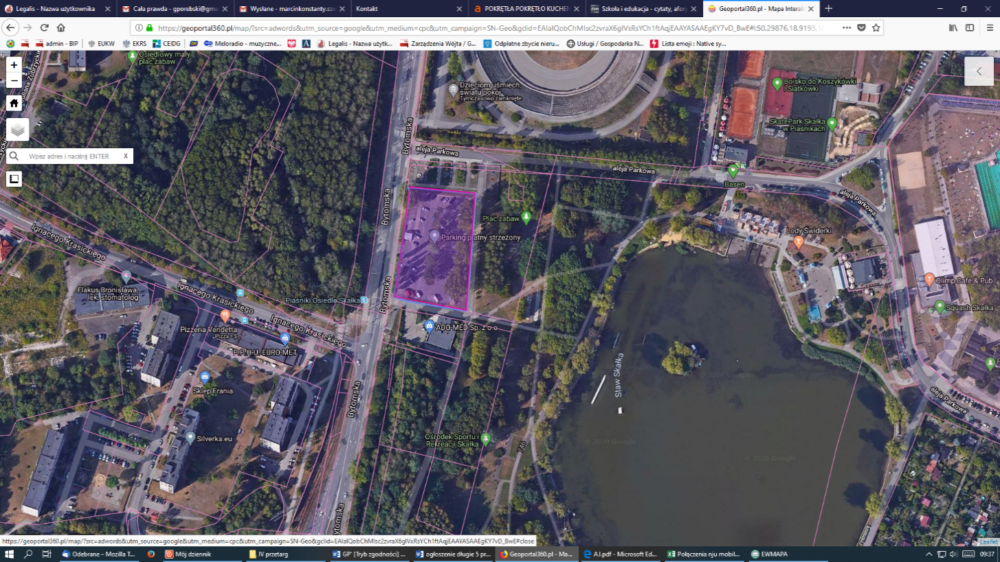 Legalis - Nazwa użytkownika
Cała prawda - gporebski@gma
Wysłane - marcinkonstanty.sze
Kontakt
POKRĘTŁA POKRĘTŁO KUCHEN
Szkoła i edukacja - cytaty, afor
Geoportal360.pl - Mapa Interak
https://geoportal360.pl/map/?src=adwords&utm_source=google&utm_medium=cpc&utm_campaign=SN-Geo&gclid=EAIaIQobChMIsc2zvraX6gIVxRsYCh1ftAqjEAAYASAAEgKY7vD_BwE#l:50.29876,18.9193,18
admin - BIP
EUKW
EKRS
CEIDG
Meloradio - muzyczne...
Legalis - Nazwa użytk...
Zarządzenia Wójta / G...
Odpłatne zbycie nieru...
Usługi / Gospodarka N...
Lista emoji : Native sy...
Osiedlowy mały
plac zabaw
Juliana Zubrzyckie
+
−
Wpisz adres i naciśnij ENTER
X
Dzieciom uśmiech,
światu pokój
Tymczasowo zamknięte
Boisko do Koszykówki
i Siatkówki
SkatePark Skałka
w Piaśnikach
Bytomska
aleja Parkowa
aleja Parkowa
Basen
aleja Parkowa
Bytomska
Plac zabaw
Parking płatny strzeżony
Lody Świderki
Ignacego Krasickiego
Olimp Cafe & Pub
Flakus Bronisława,
lek. stomatolog
Ignacego Krasickiego
Piaśniki Osiedle Skałka
Bytomska
Squash Skałka
Pizzeria Vendetta
Pizza • $
Ignacego Krasickiego
ADO-MED Sp. z o.o
P.P.H.U. EURO-MET
Staw Skałka
Sklep Frania
Bytomska
aleja Parkowa
Silverka.eu
Ośrodek Sportu i
Rekreacji Skałka
246
© 2020 Google
© 2020 Google
© 2020 Google
Bytomska
https://geoportal360.pl/map/?src=adwords&utm_source=google&utm_medium=cpc&utm_campaign=SN-Geo&gclid=EAIaIQobChMIsc2zvraX6gIVxRsYCh1ftAqjEAAYASAAEgKY7vD_BwE#close
Leaflet
Odebrane – Mozilla T...
Mój dziennik
IV przetarg
GP' [Tryb zgodności] ...
ogłoszenie długie 5 pr...
Geoportal360.pl - Ma...
AJ.pdf - Microsoft Ed...
Połączenia nju mobil...
EWMAPA
09:37